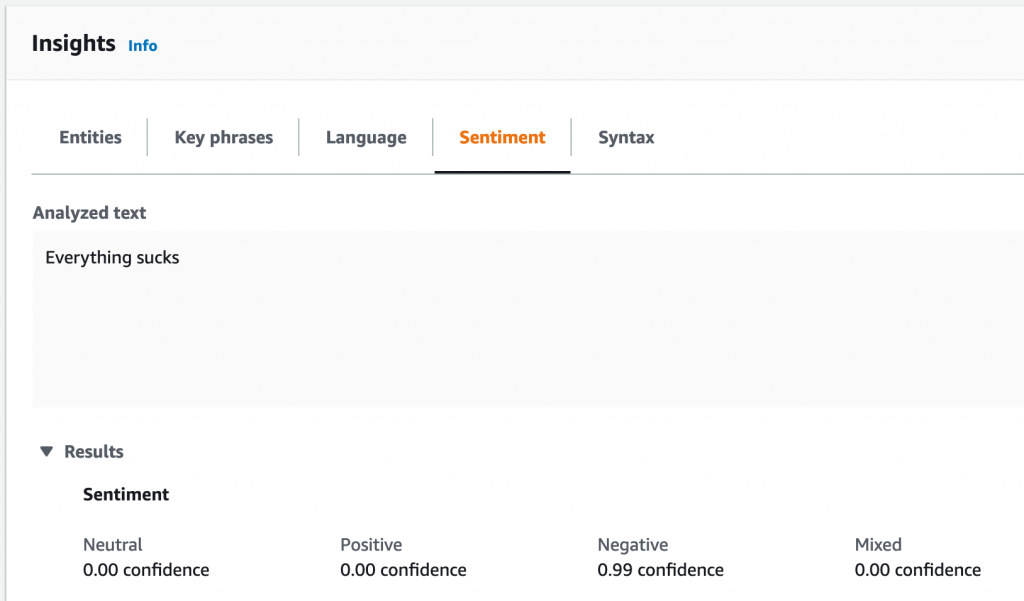 Insights Info
Entities Key phrases Language Sentiment Syntax
Analyzed text
Everything sucks
Results
Sentiment
Neutral Positive Negative Mixed
0.00 confidence 0.00 confidence 0.99 confidence 0.00 confidence